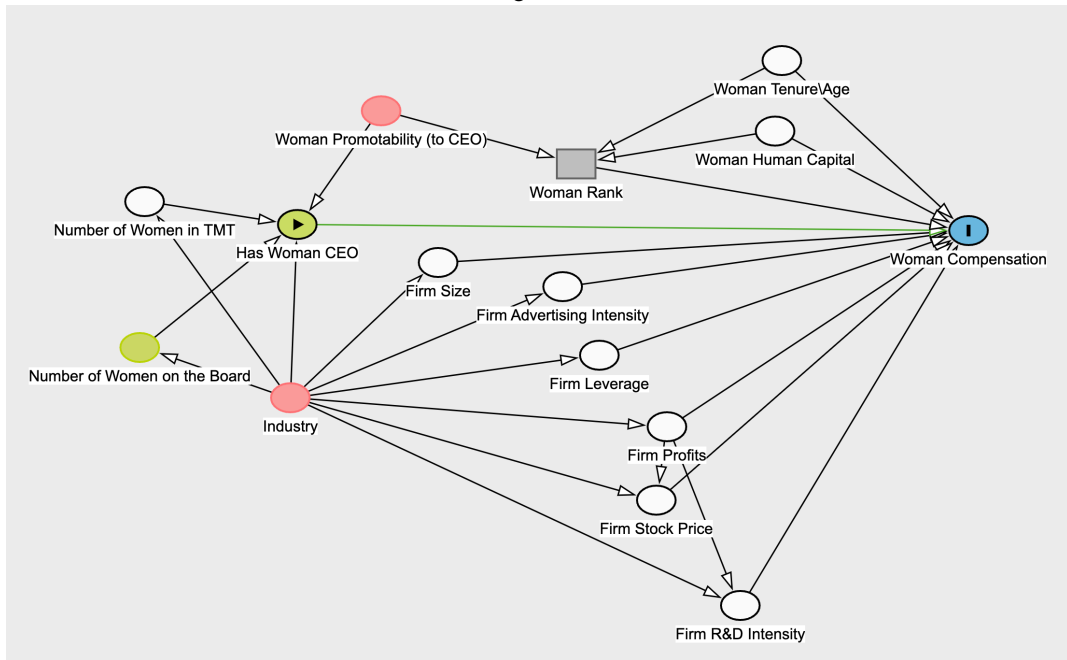 Woman Tenure\Age
Woman Promotability (to CEO)
Woman Human Capital
Woman Rank
Number of Women in TMT
Has Woman CEO
Woman Compensation
Firm Size
Firm Advertising Intensity
Number of Women on the Board
Firm Leverage
Industry
Firm Profits
Firm Stock Price
Firm R&D Intensity